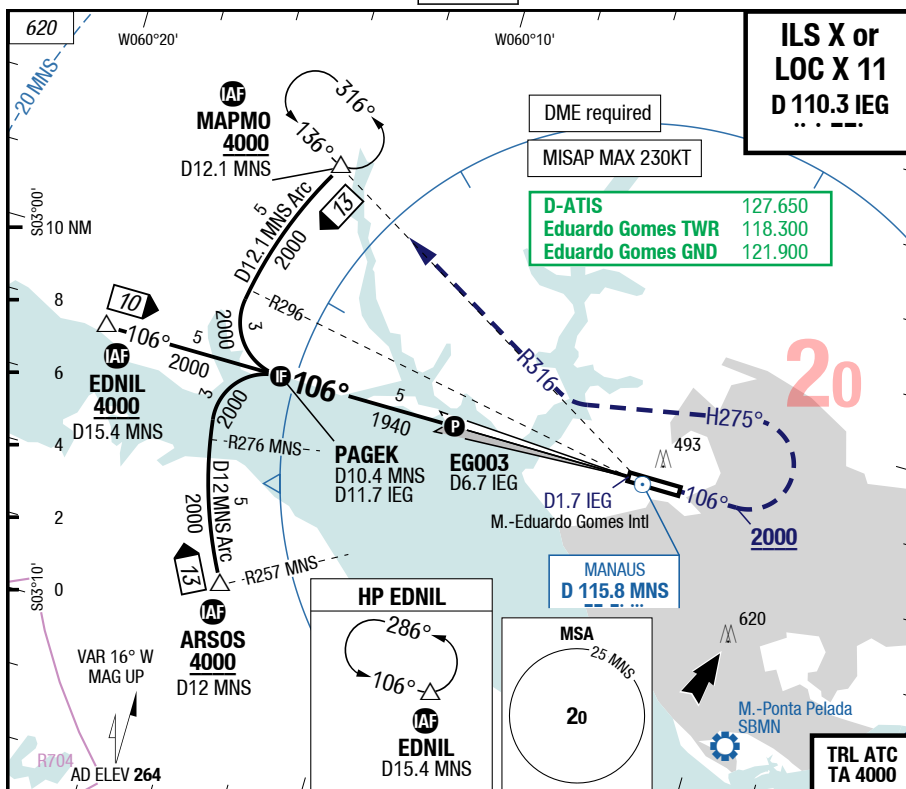 620
W060°20'
W060°10'
ILS X or
LOC X 11
D 110.3 IEG
20 MNS
IAF
MAPMO
4000
D12.1 MNS
316°
136°
DME required
MISAP MAX 230KT
D-ATIS 127.650
Eduardo Gomes TWR 118.300
Eduardo Gomes GND 121.900
S03°00'
10 NM
13
5
D12.1 MNS Arc
2000
8
10
106°
5
2000
2000
3
R296
R316
20
IAF
EDNIL
4000
D15.4 MNS
6
IF
106°
5
1940
P
H275°
3
2000
4
R276 MNS
PAGEK
D10.4 MNS
D11.7 IEG
EG003
D6.7 IEG
493
D1.7 IEG
M.-Eduardo Gomes Intl
106°
2000
2
D12 MNS Arc
5
2000
13
R257 MNS
0
S03°10'
MANAUS
D 115.8 MNS
IAF
ARSOS
4000
D12 MNS
HP EDNIL
286°
106°
IAF
EDNIL
D15.4 MNS
MSA
25 MNS
20
620
VAR 16° W
MAG UP
R704
AD ELEV 264
M.-Ponta Pelada
SBMN
TRL ATC
TA 4000